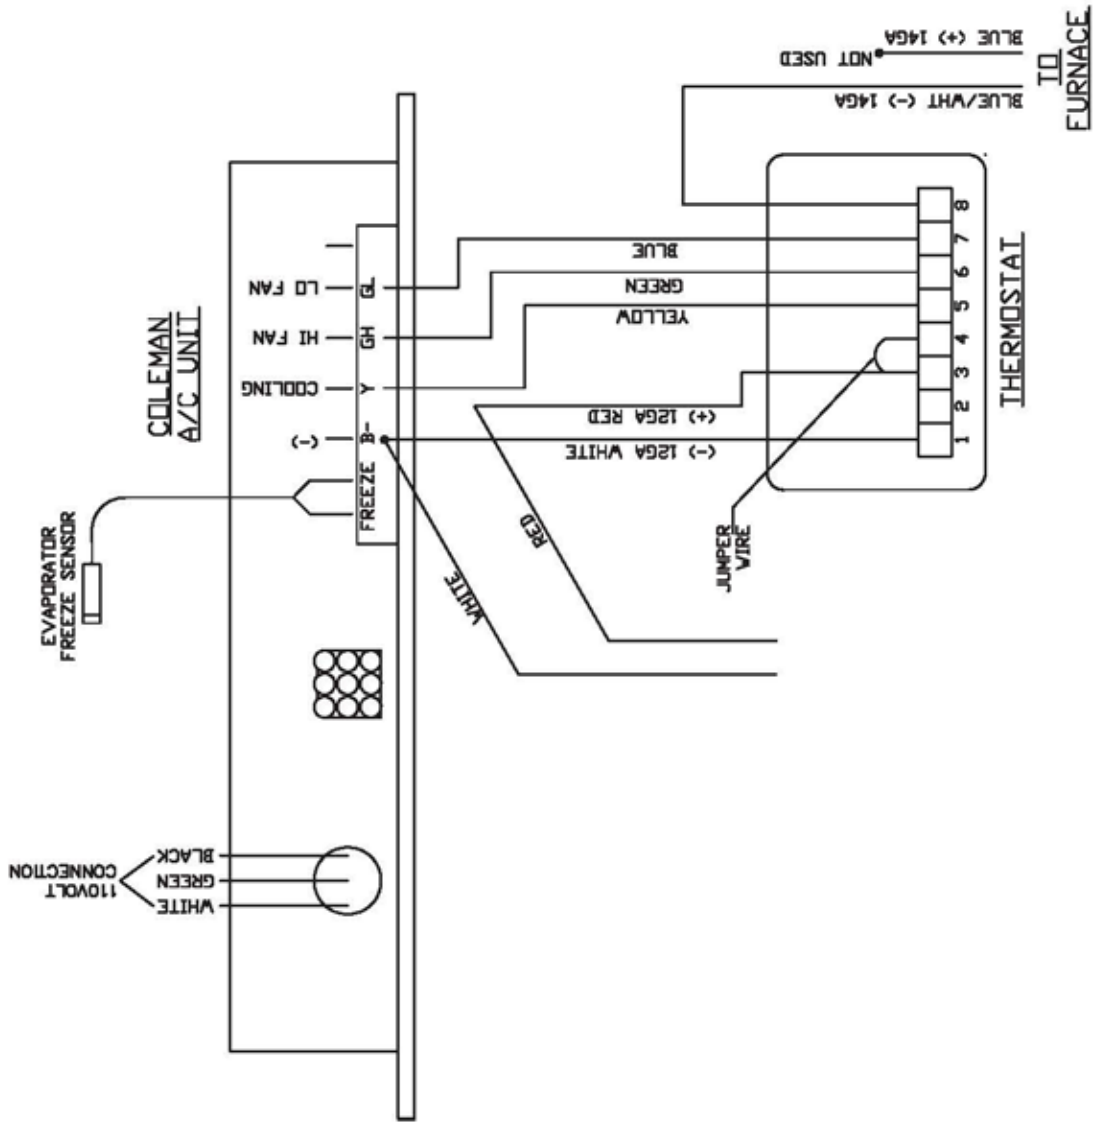 COLEMAN
A/C UNIT
EVAPORATOR
FREEZE SENSOR
LO FAN
HI FAN
COOLING
(-)
GL
GH
Y
B-
FREEZE
110VOLT
CONNECTION
BLACK
GREEN
WHITE
BLUE
GREEN
YELLOW
(+) 12GA RED
(-) 12GA WHITE
RED
WHITE
JUMPER
WIRE
THERMOSTAT
8
7
6
5
4
3
2
1
BLUE (+) 14GA
NOT USED
BLUE/WHT (-) 14GA
TO
FURNACE